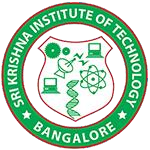 SRI KRISHNA INSTITUTE OF TECHNOLOGY
* BANGALORE *